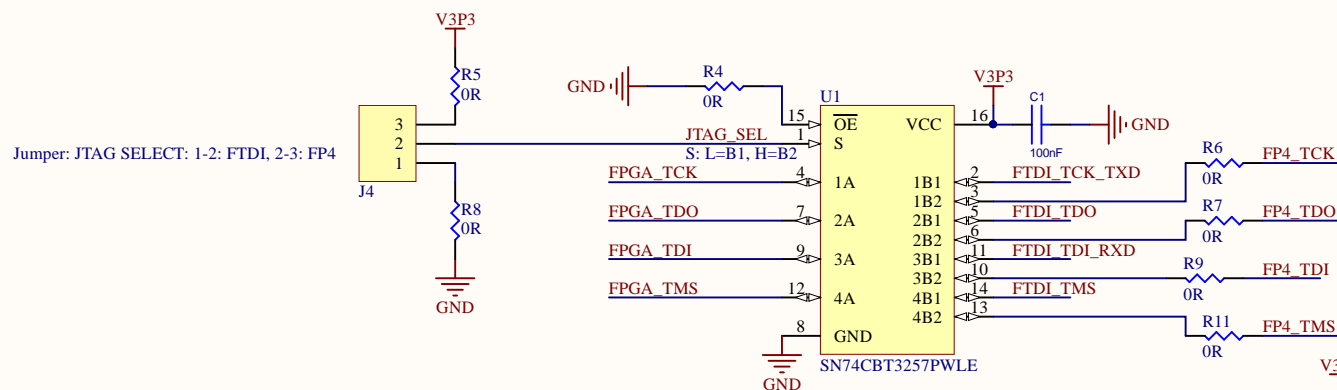 V3P3
R5
0R
3
2
1
J4
Jumper: JTAG SELECT: 1-2: FTDI, 2-3: FP4
R8
0R
GND
GND
R4
0R
JTAG_SEL
S: L=B1, H=B2
FPGA_TCK
FPGA_TDO
FPGA_TDI
FPGA_TMS
U1
15
OE
1
S
4
1A
7
2A
9
3A
12
4A
8
GND
GND
VCC
16
1B1
2
1B2
3
2B1
5
2B2
6
3B1
11
3B2
10
4B1
14
4B2
13
SN74CBT3257PWLE
V3P3
C1
100nF
GND
FTDI_TCK_TXD
FTDI_TDO
FTDI_TDI_RXD
FTDI_TMS
R6
0R
FP4_TCK
R7
0R
FP4_TDO
R9
0R
FP4_TDI
R11
0R
FP4_TMS